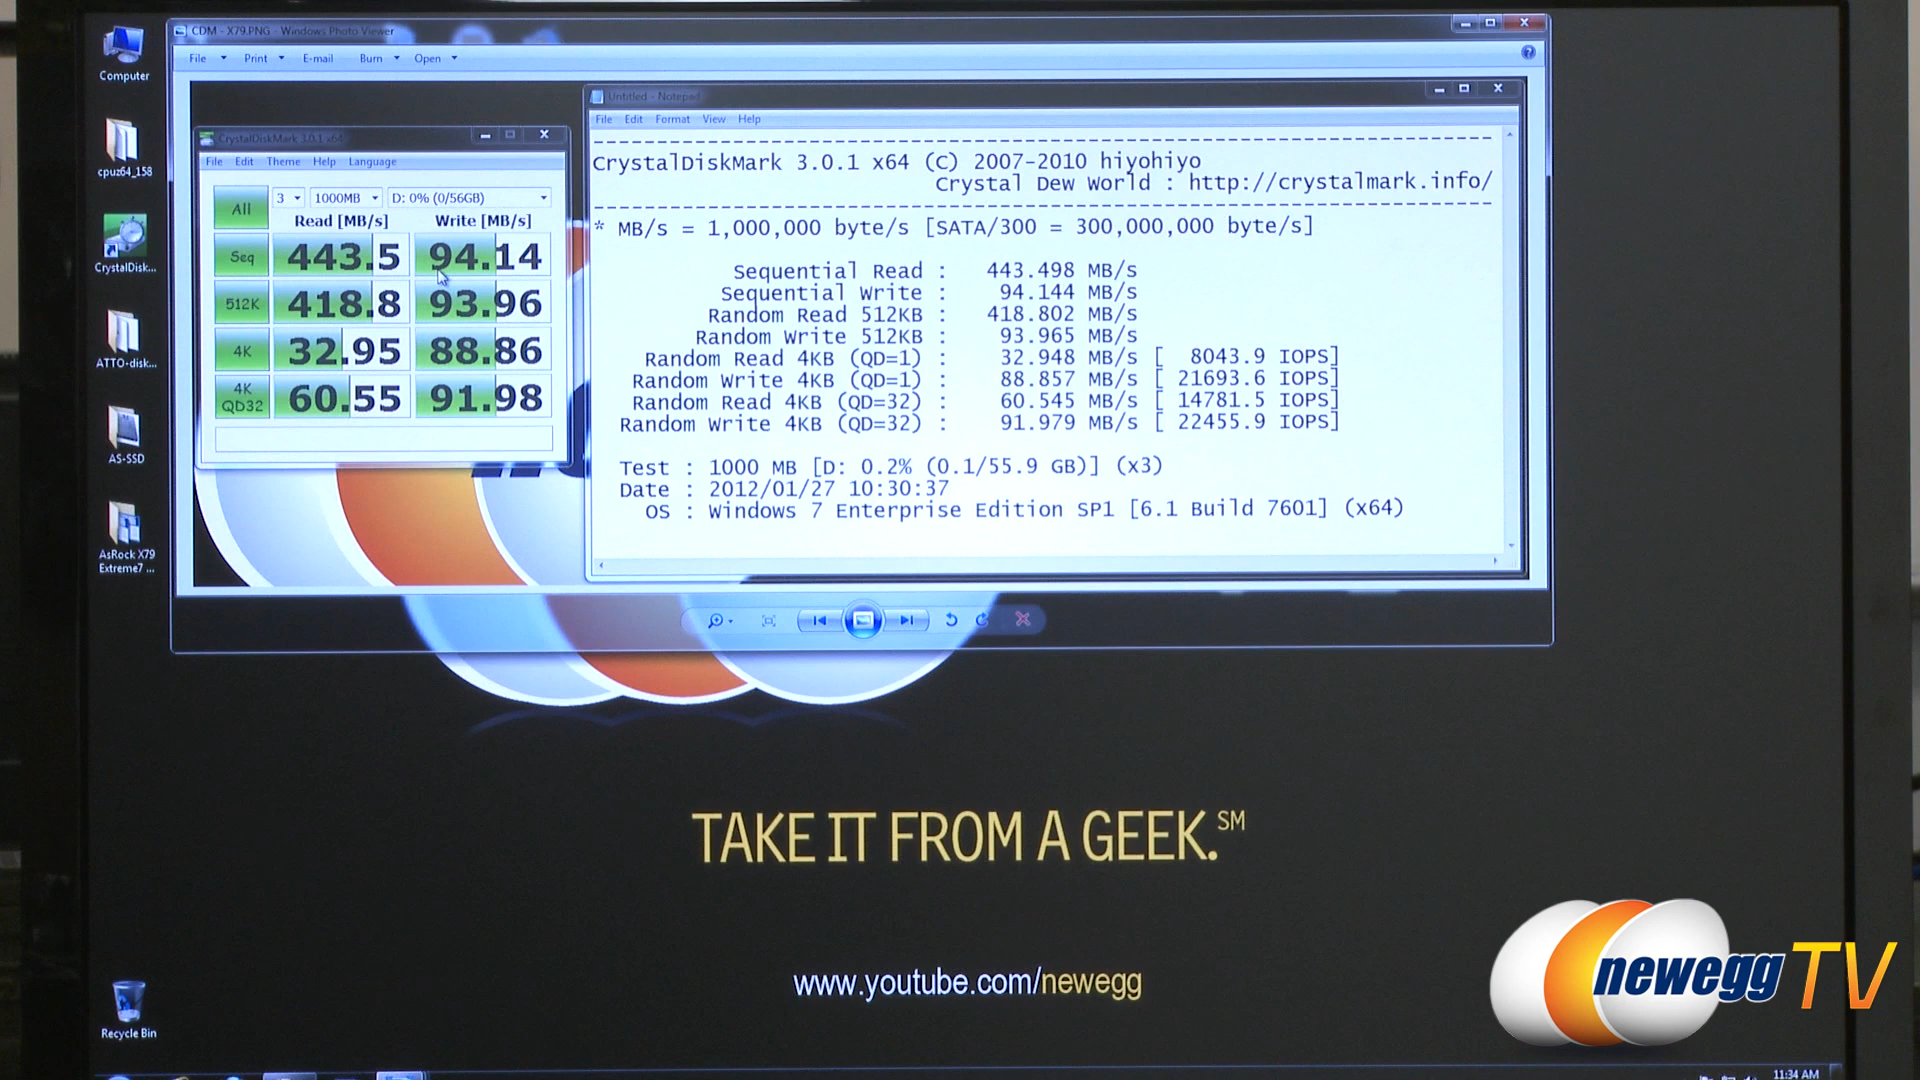 CDM - X79.PNG - Windows Photo Viewer
File Print E-mail Burn Open
Computer
cpuz64_158
CrystalDisk...
ATTO-disk...
AS-SSD
AsRock X79
Extreme7 ...
Recycle Bin
CrystalDiskMark 3.0.1 x64
File Edit Theme Help Language
All 3 1000MB D: 0% (0/56GB)
Read [MB/s] Write [MB/s]
Seq 443.5 94.14
512K 418.8 93.96
4K 32.95 88.86
4K
QD32 60.55 91.98
Untitled - Notepad
File Edit Format View Help
CrystalDiskMark 3.0.1 x64 (C) 2007-2010 hiyohiyo
Crystal Dew World : http://crystalmark.info/
* MB/s = 1,000,000 byte/s [SATA/300 = 300,000,000 byte/s]
Sequential Read : 443.498 MB/s
Sequential Write : 94.144 MB/s
Random Read 512KB : 418.802 MB/s
Random Write 512KB : 93.965 MB/s
Random Read 4KB (QD=1) : 32.948 MB/s [ 8043.9 IOPS]
Random Write 4KB (QD=1) : 88.857 MB/s [ 21693.6 IOPS]
Random Read 4KB (QD=32) : 60.545 MB/s [ 14781.5 IOPS]
Random Write 4KB (QD=32) : 91.979 MB/s [ 22455.9 IOPS]
Test : 1000 MB [D: 0.2% (0.1/55.9 GB)] (x3)
Date : 2012/01/27 10:30:37
OS : Windows 7 Enterprise Edition SP1 [6.1 Build 7601] (x64)
TAKE IT FROM A GEEK.SM
www.youtube.com/newegg
newegg TV
11:34 AM